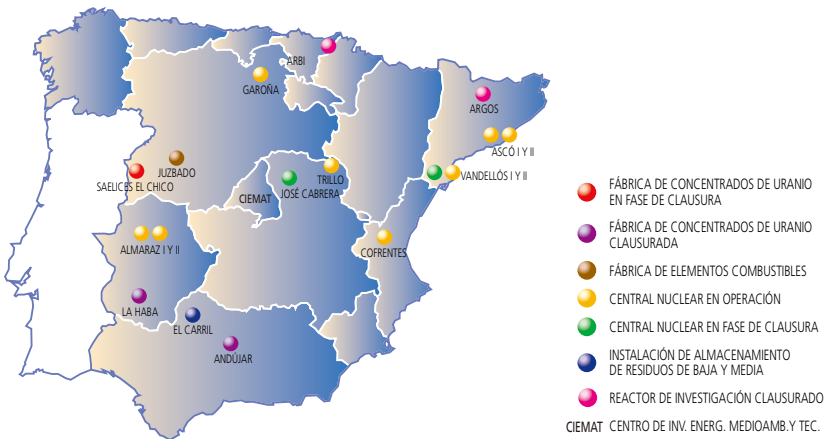 ARBI
GAROÑA
ARGOS
ASCÓ I Y II
JUZBADO
TRILLO
VANDELLÓS I Y II
SAELICES EL CHICO
CIEMAT
JOSÉ CABRERA
ALMARAZ I Y II
COFRENTES
LA HABA
EL CARRIL
ANDÚJAR
FÁBRICA DE CONCENTRADOS DE URANIO
EN FASE DE CLAUSURA
FÁBRICA DE CONCENTRADOS DE URANIO
CLAUSURADA
FÁBRICA DE ELEMENTOS COMBUSTIBLES
CENTRAL NUCLEAR EN OPERACIÓN
CENTRAL NUCLEAR EN FASE DE CLAUSURA
INSTALACIÓN DE ALMACENAMIENTO
DE RESIDUOS DE BAJA Y MEDIA
REACTOR DE INVESTIGACIÓN CLAUSURADO
CIEMAT CENTRO DE INV. ENERG. MEDIOAMB.Y TEC.